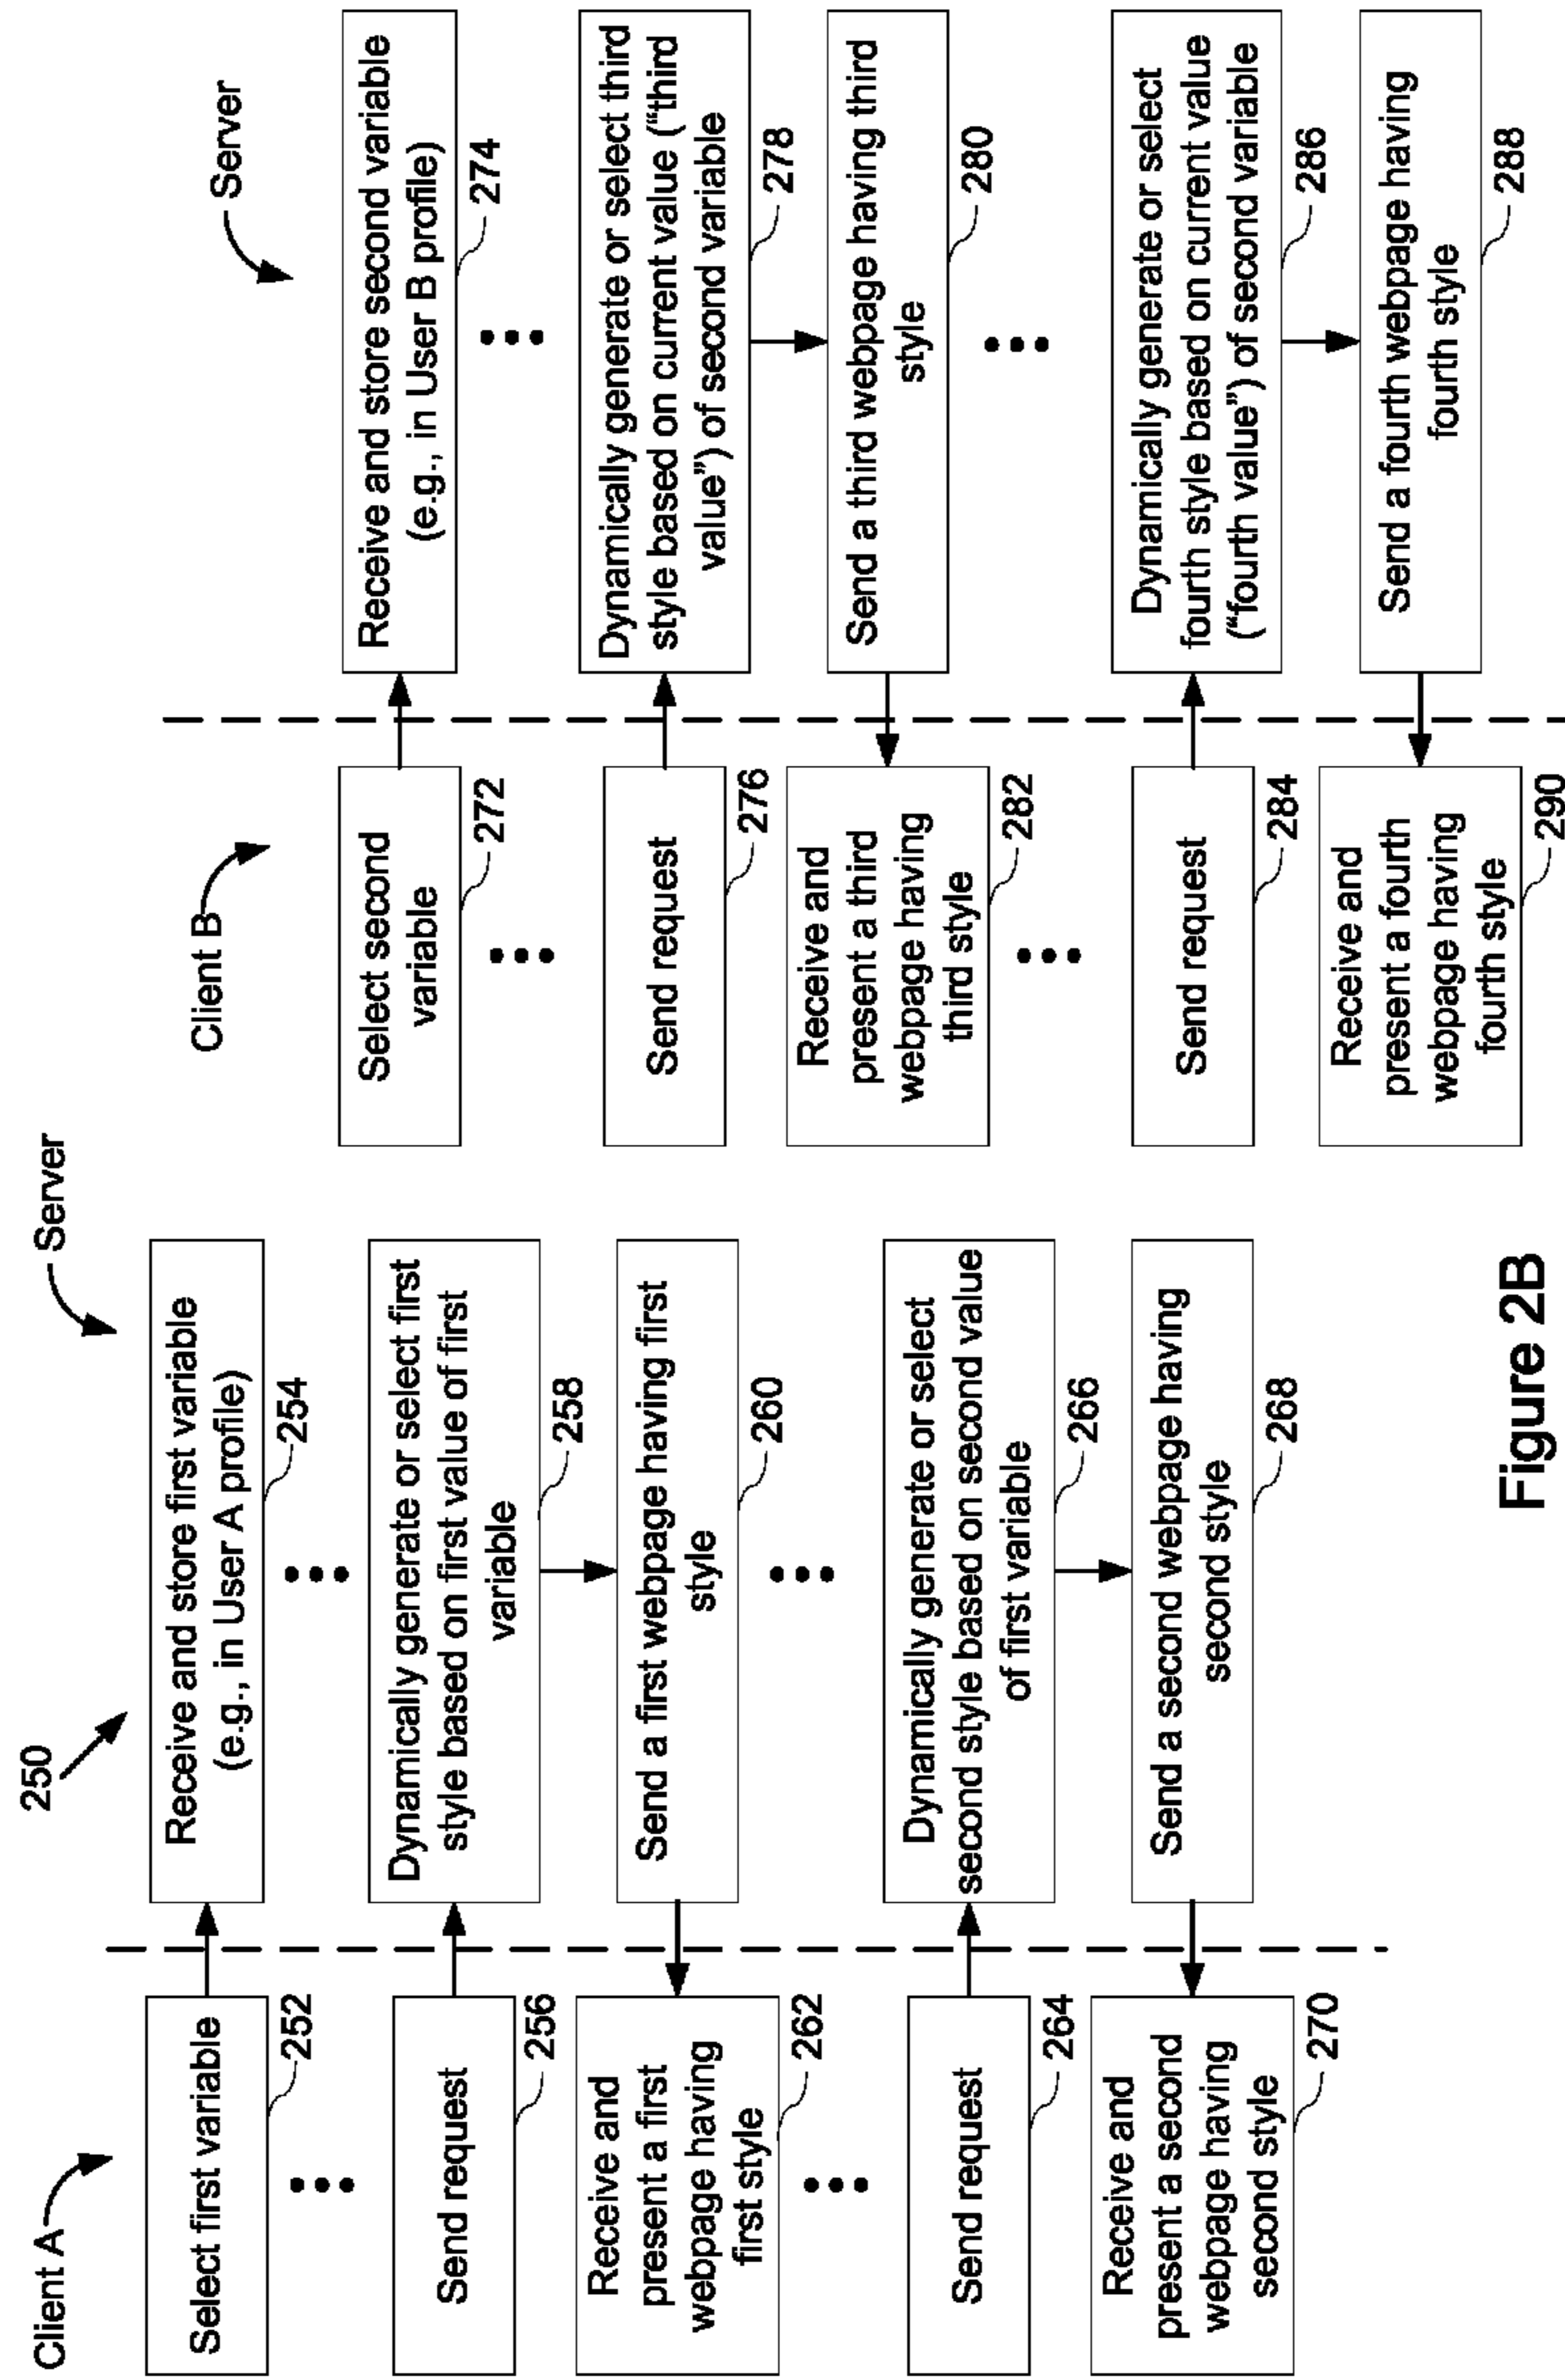 250
Client A
Server
Select first variable
252
Receive and store first variable
(e.g., in User A profile)
254
Send request
256
Dynamically generate or select first
style based on first value of first
variable
258
Send a first webpage having first
style
260
Receive and
present a first
webpage having
first style
262
Send request
264
Dynamically generate or select
second style based on second value
of first variable
266
Send a second webpage having
second style
268
Receive and
present a second
webpage having
second style
270
Client B
Server
Select second
variable
272
Receive and store second variable
(e.g., in User B profile)
274
Send request
276
Dynamically generate or select third
style based on current value (“third
value”) of second variable
278
Send a third webpage having third
style
280
Receive and
present a third
webpage having
third style
282
Send request
284
Dynamically generate or select
fourth style based on current value
(“fourth value”) of second variable
286
Send a fourth webpage having
fourth style
288
Receive and
present a fourth
webpage having
fourth style
290
Figure 2B